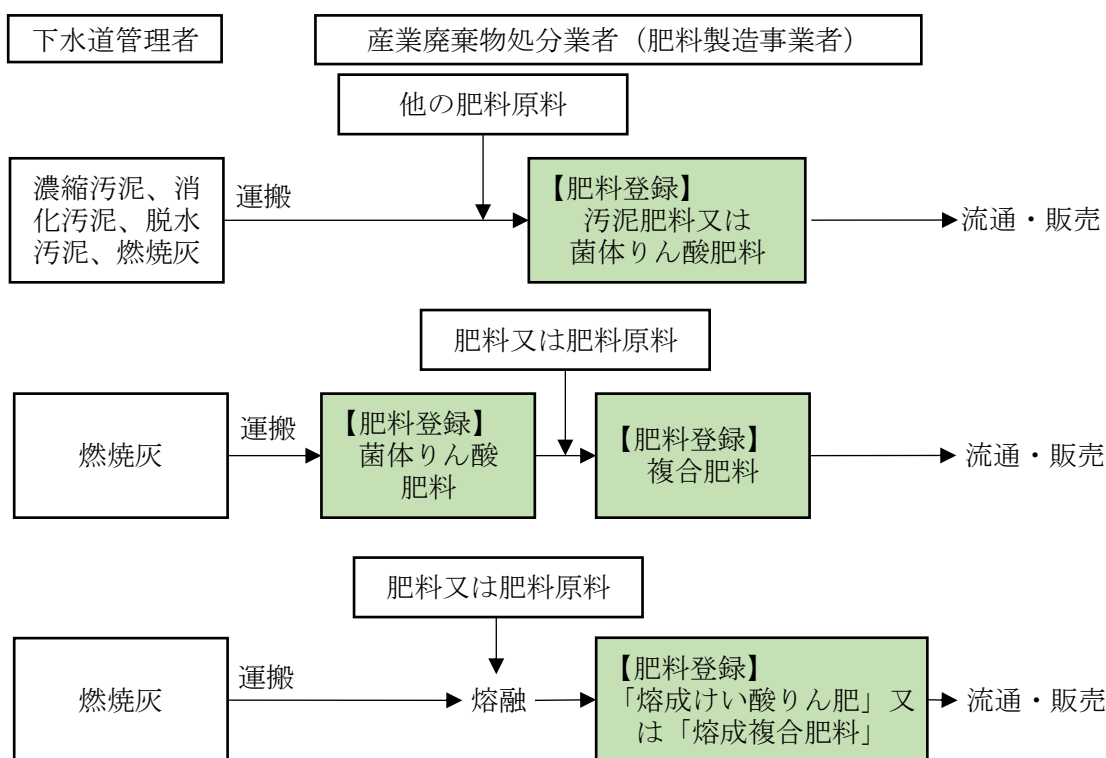 下水道管理者
産業廃棄物処分業者（肥料製造事業者）
他の肥料原料
濃縮汚泥、消
化汚泥、脱水
汚泥、燃焼灰
運搬
【肥料登録】
汚泥肥料又は
菌体りん酸肥料
流通・販売
肥料又は肥料原料
燃焼灰
運搬
【肥料登録】
菌体りん酸
肥料
【肥料登録】
複合肥料
流通・販売
肥料又は肥料原料
燃焼灰
運搬
熔融
【肥料登録】
「熔成けい酸りん肥」又
は「熔成複合肥料」
流通・販売